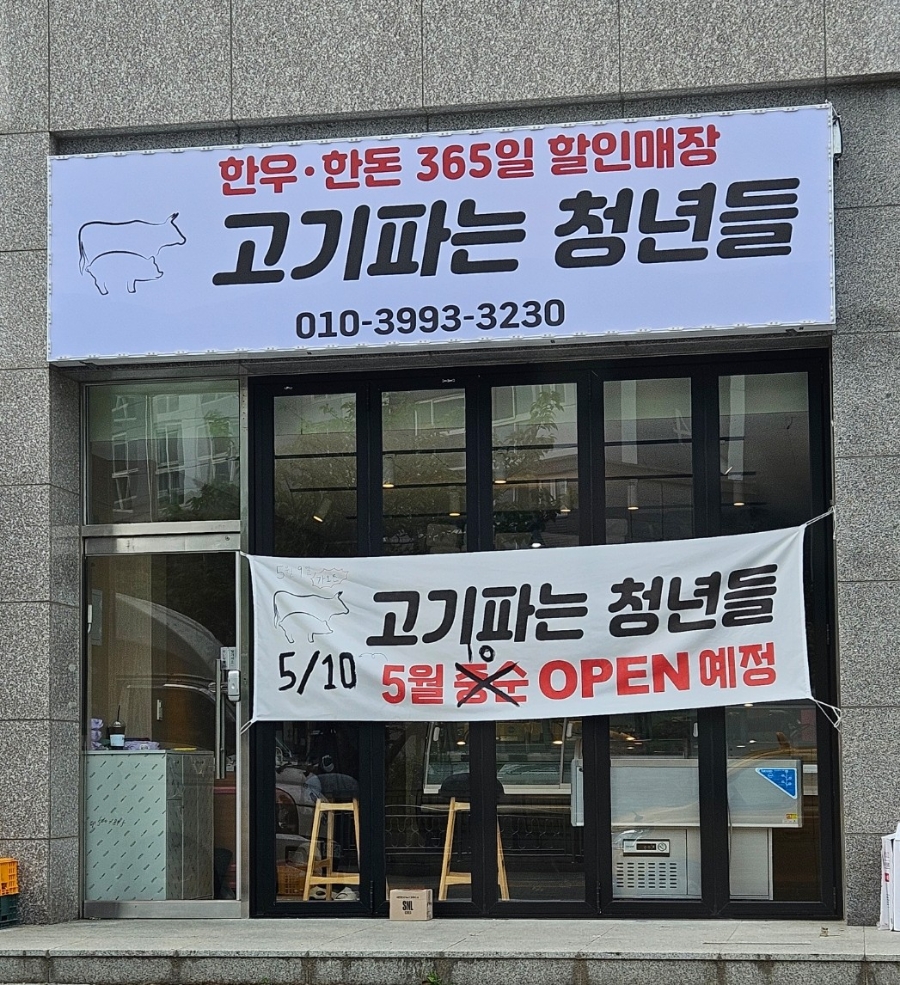 한우·한돈 365일 할인매장
고기파는 청년들
010-3993-3230
고기파는 청년들
10
5/10 5월 중순 OPEN 예정
SNL